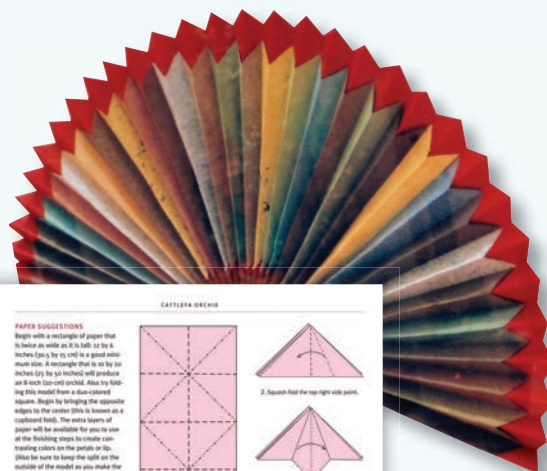 CATTLEYA ORCHID
PAPER SUGGESTIONS
Begin with a rectangle of paper that
is twice as wide as it is tall: 12 by 6
inches (30.5 by 15 cm) is a good mini-
mum size. A rectangle that is 10 by 20
inches (25 by 50 inches) will produce
an 8-inch (20-cm) orchid. Also try fold-
ing this model from a duo-colored
square. Begin by bringing the opposite
edges to the center (this is known as a
cupboard fold). The extra layers of
paper will be available for you to use
at the finishing steps to create con-
trasting colors on the petals or lip.
(Also be sure to keep the split on the
outside of the model as you make the
2. Squash-fold the top right side point.